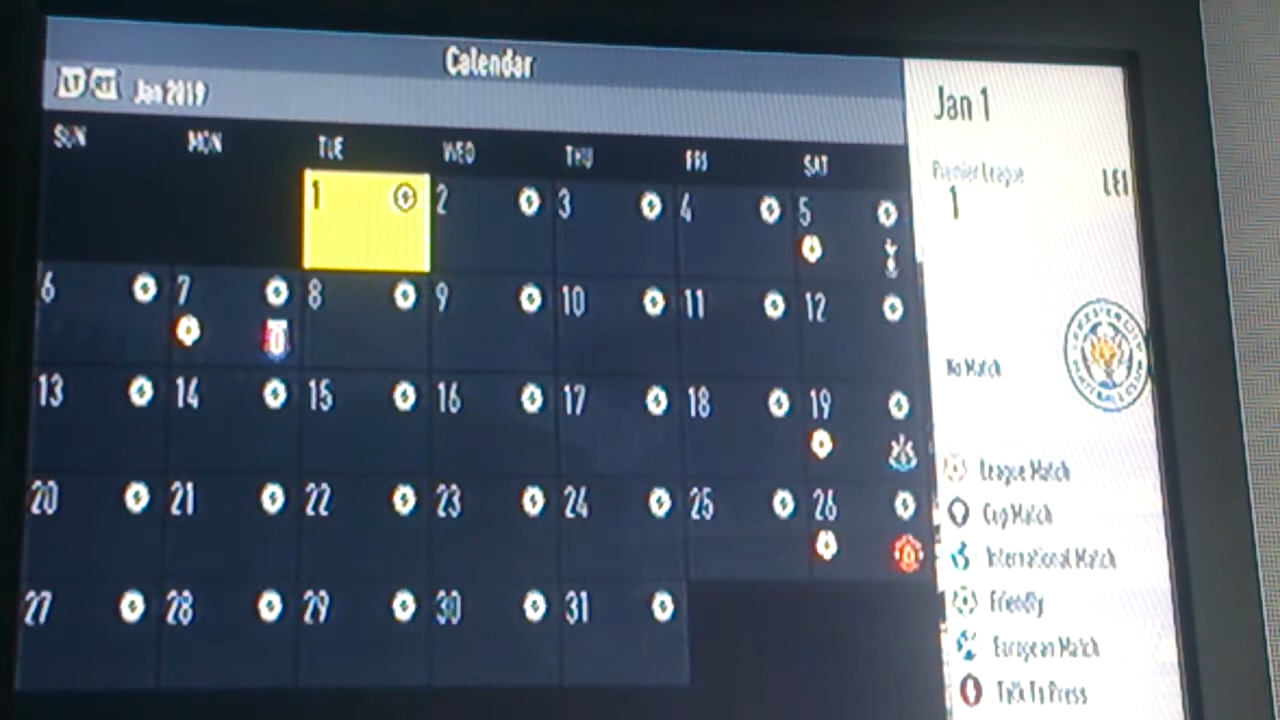 Calendar
Jan 2019
SUN MON TUE WED THU FRI SAT
1 2 3 4 5
6 7 8 9 10 11 12
13 14 15 16 17 18 19
20 21 22 23 24 25 26
27 28 29 30 31
Jan 1
Premier League LEI
1
No Match
League Match
Cup Match
International Match
Friendly
European Match
Talk To Press